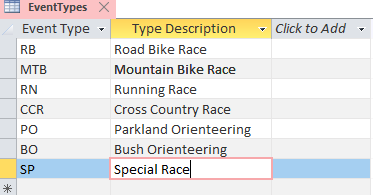 EventTypes
Event Type Type Description Click to Add
RB Road Bike Race
MTB Mountain Bike Race
RN Running Race
CCR Cross Country Race
PO Parkland Orienteering
BO Bush Orienteering
SP Special Race